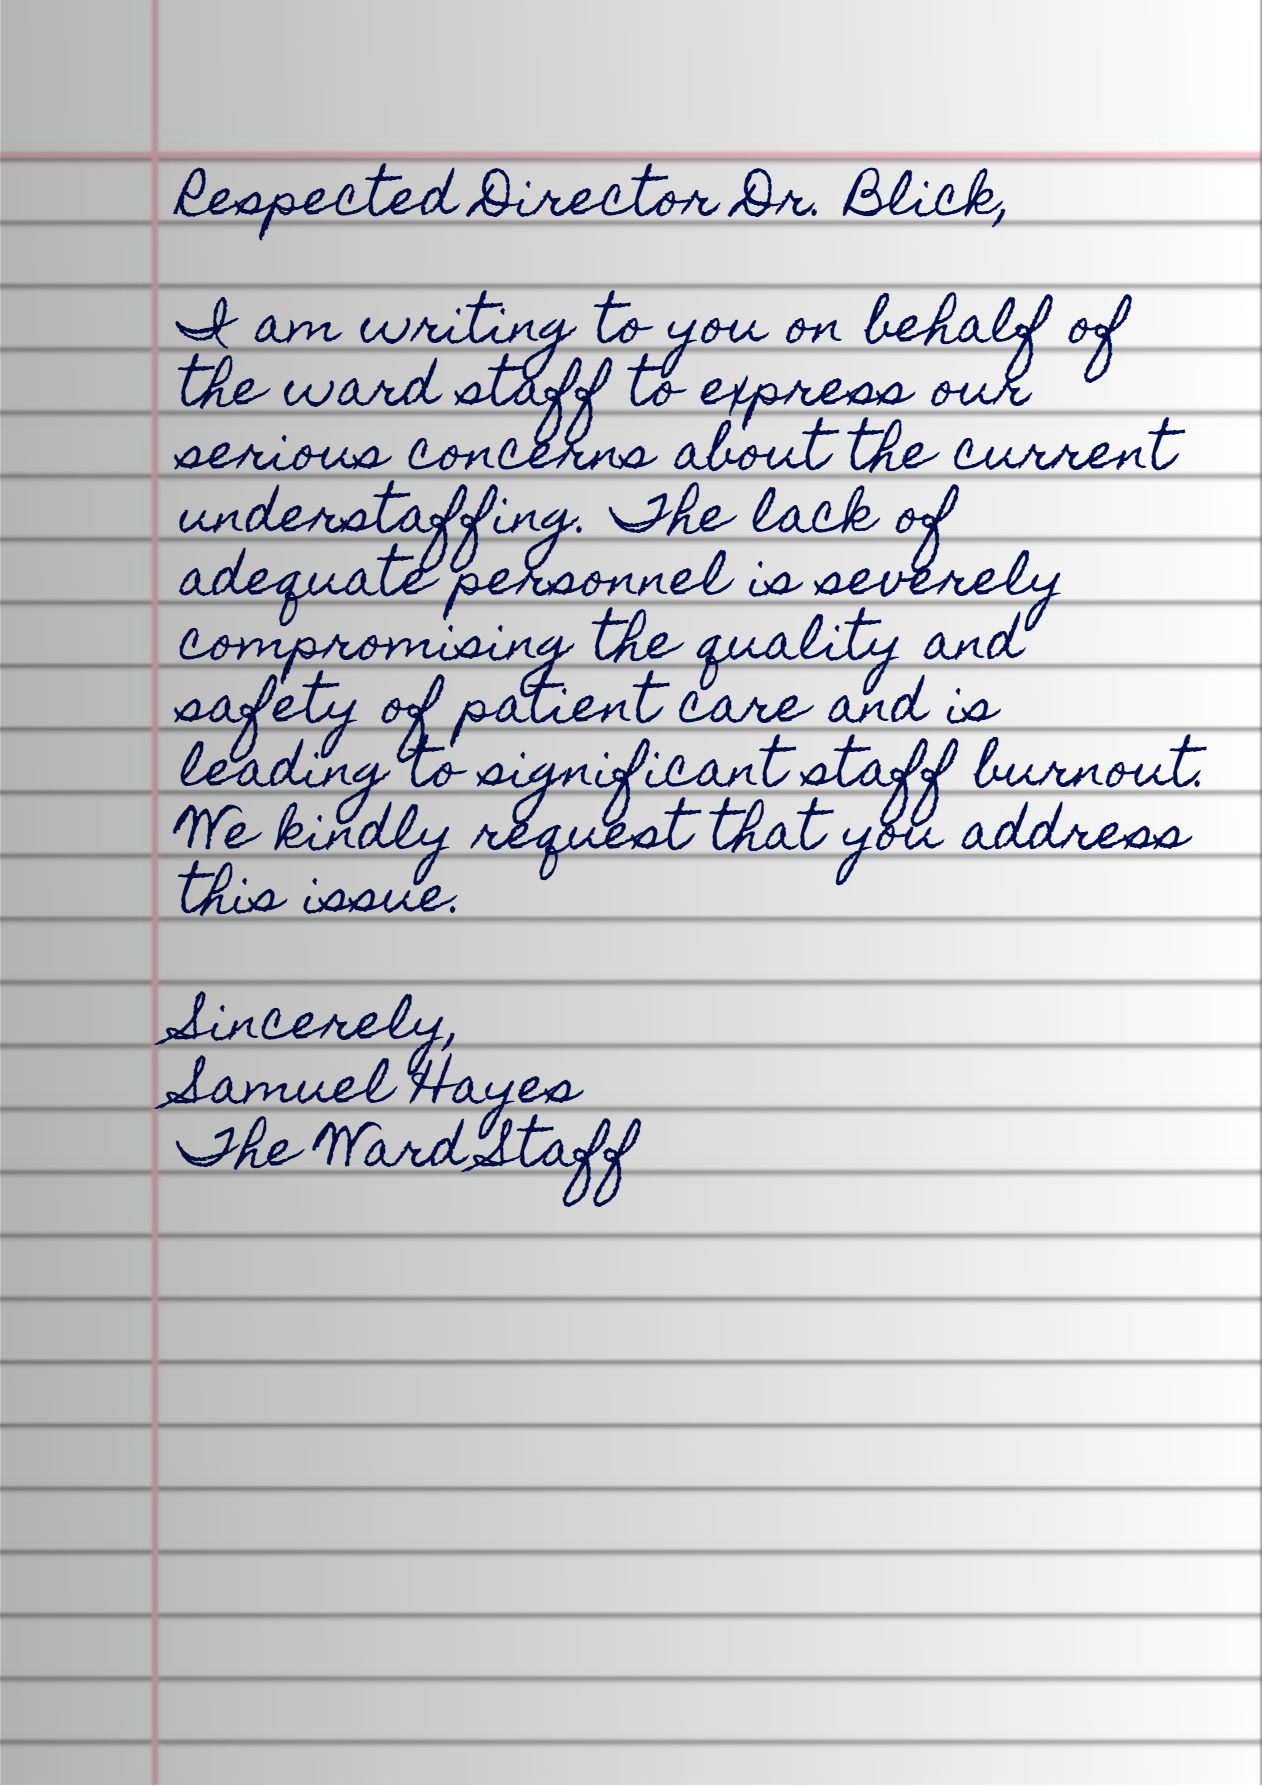 Respected Director Dr. Blick,
I am writing to you on behalf of
the ward staff to express our
serious concerns about the current
understaffing. The lack of
adequate personnel is severely
compromising the quality and
safety of patient care and is
leading to significant staff burnout.
We kindly request that you address
this issue.
Sincerely,
Samuel Hayes
The Ward Staff